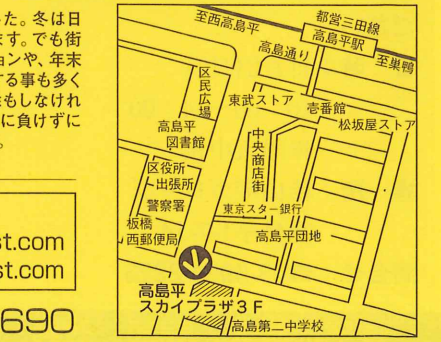 た。冬は日
ます。でも街
ョンや、年末
する事も多く
もしなけれ
に負けずに
。
st.com
st.com
690
至西高島平
都営三田線
高島平駅
至巣鴨
高島通り
区民広場
東武ストア
壱番館
松坂屋ストア
高島平
図書館
中央商店街
区役所
出張所
警察署
東京スター銀行
板橋
西郵便局
高島平団地
高島平
スカイプラザ3F
高島第二中学校